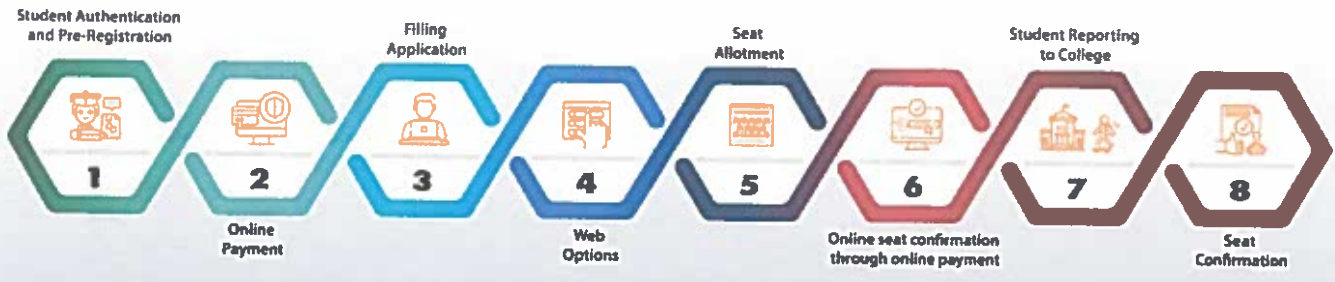 Student Authentication
and Pre-Registration
1
2
Online
Payment
Filling
Application
3
4
Web
Options
Seat
Allotment
5
6
Online seat confirmation
through online payment
Student Reporting
to College
7
8
Seat
Confirmation